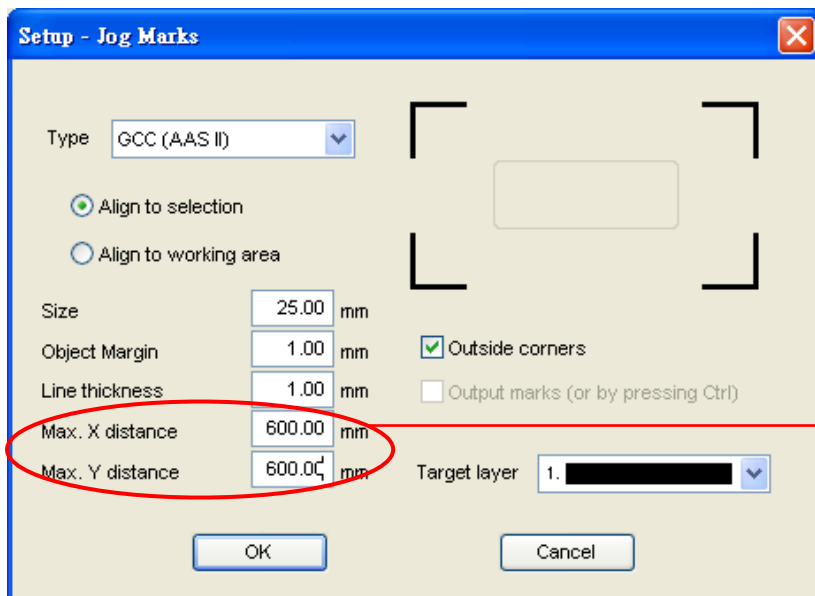 Setup - Jog Marks
Type GCC (AAS II)
Align to selection
Align to working area
Size 25.00 mm
Object Margin 1.00 mm
Outside corners
Line thickness 1.00 mm
Output marks (or by pressing Ctrl)
Max. X distance 600.00 mm
Max. Y distance 600.00 mm
Target layer 1.
OK Cancel